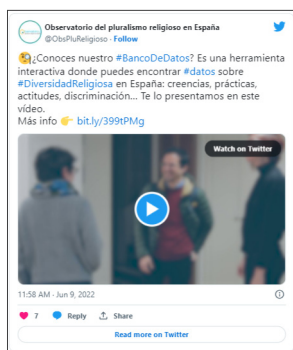 Observatorio del pluralismo religioso en España
@ObsPluReligioso · Follow
🧐¿Conoces nuestro #BancoDeDatos? Es una herramienta
interactiva donde puedes encontrar #datos sobre
#DiversidadReligiosa en España: creencias, prácticas,
actitudes, discriminación... Te lo presentamos en este
vídeo.
Más info 👉 bit.ly/399tPMg
Watch on Twitter
11:58 AM · Jun 9, 2022
7 Reply Share
Read more on Twitter